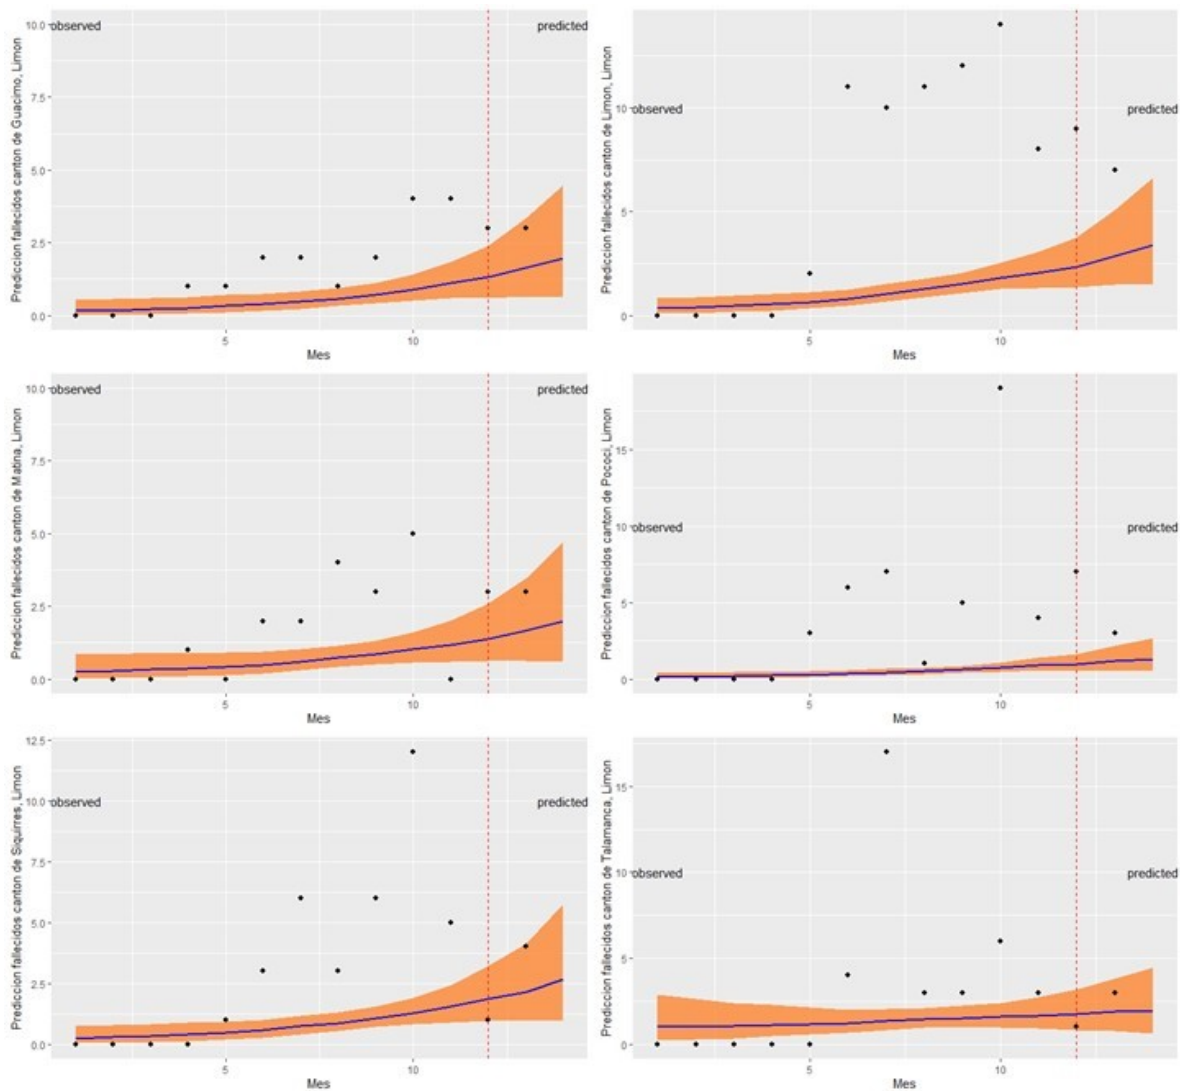 Prediccion fallecidos canton de Guacimo, Limon
10.0
7.5
5.0
2.5
0.0
observed
predicted
5
10
Mes
Prediccion fallecidos canton de Limon, Limon
10
5
0
observed
predicted
5
10
Mes
Prediccion fallecidos canton de Matina, Limon
10.0
7.5
5.0
2.5
0.0
observed
predicted
5
10
Mes
Prediccion fallecidos canton de Pococi, Limon
15
10
5
0
observed
predicted
5
10
Mes
Prediccion fallecidos canton de Siquirres, Limon
12.5
10.0
7.5
5.0
2.5
0.0
observed
predicted
5
10
Mes
Prediccion fallecidos canton de Talamanca, Limon
15
10
5
0
observed
predicted
5
10
Mes